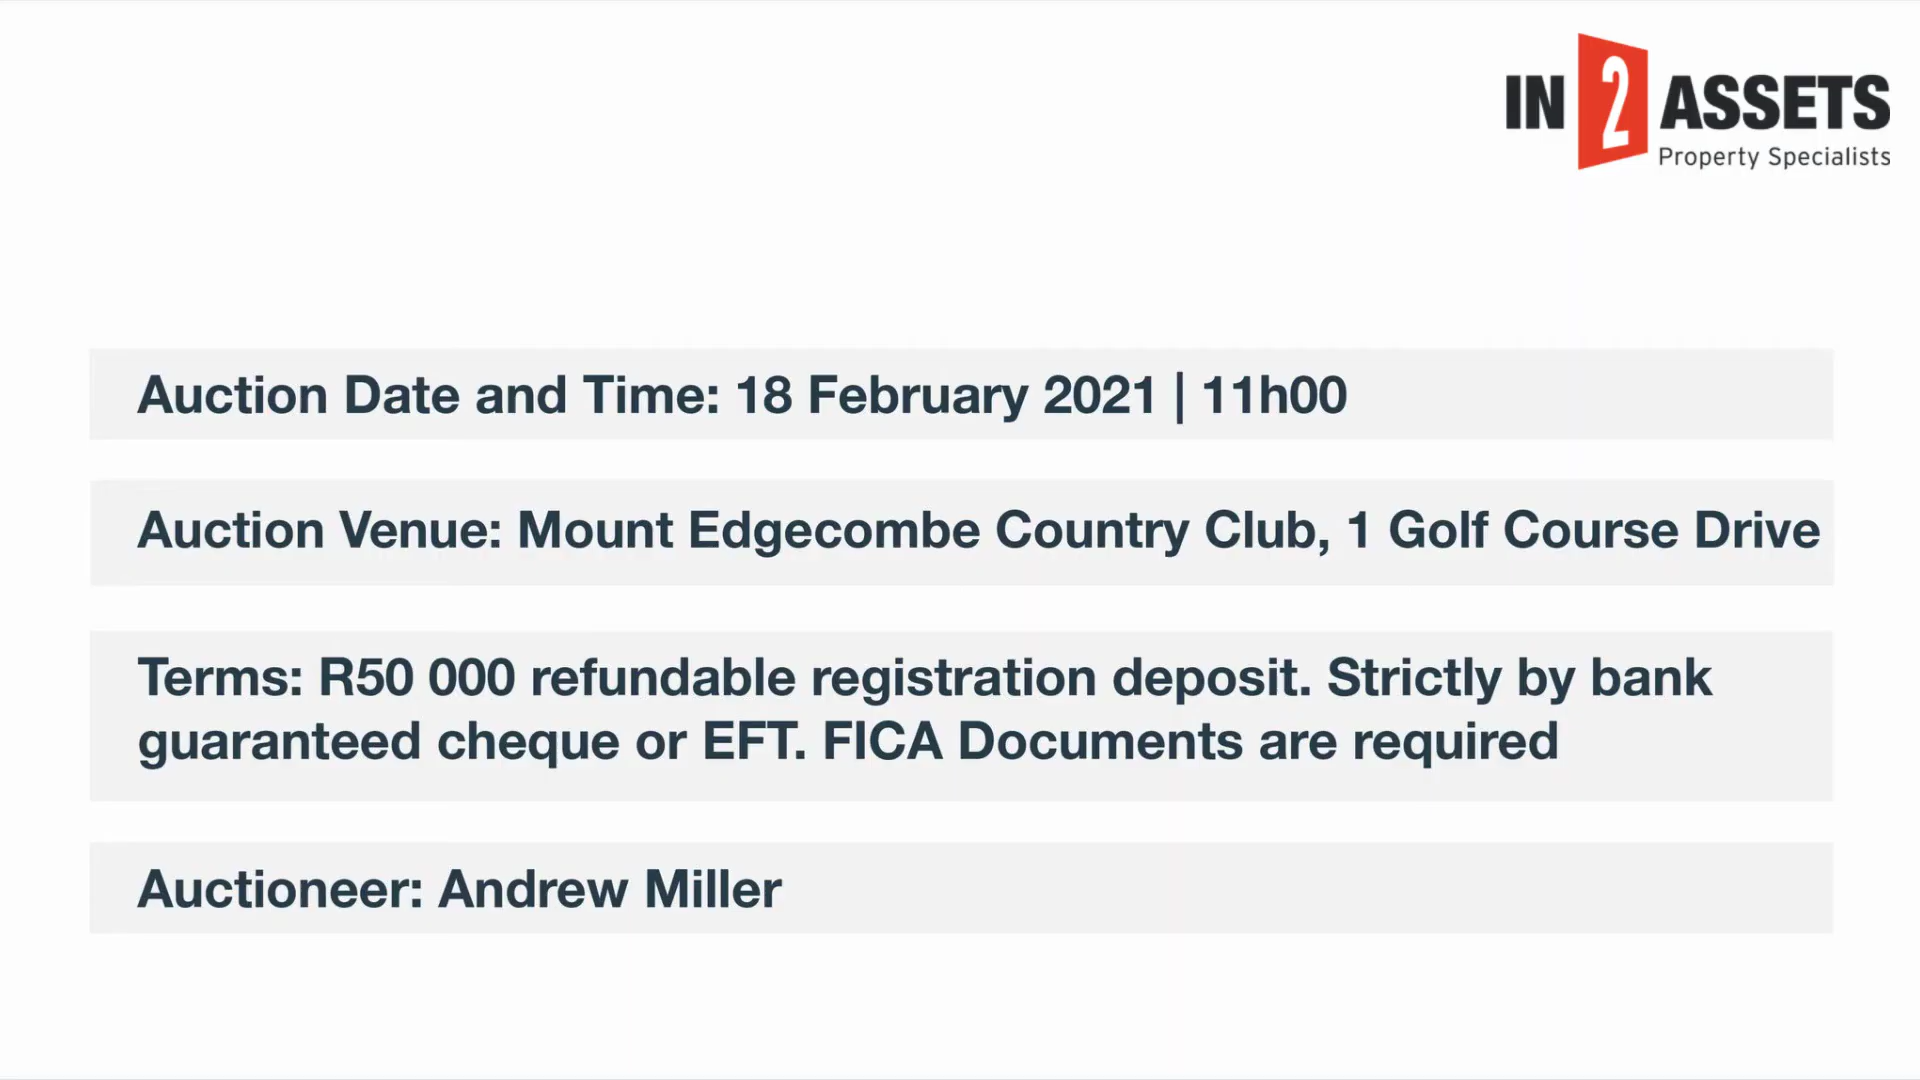 IN 2 ASSETS
Property Specialists
Auction Date and Time: 18 February 2021 | 11h00
Auction Venue: Mount Edgecombe Country Club, 1 Golf Course Drive
Terms: R50 000 refundable registration deposit. Strictly by bank
guaranteed cheque or EFT. FICA Documents are required
Auctioneer: Andrew Miller